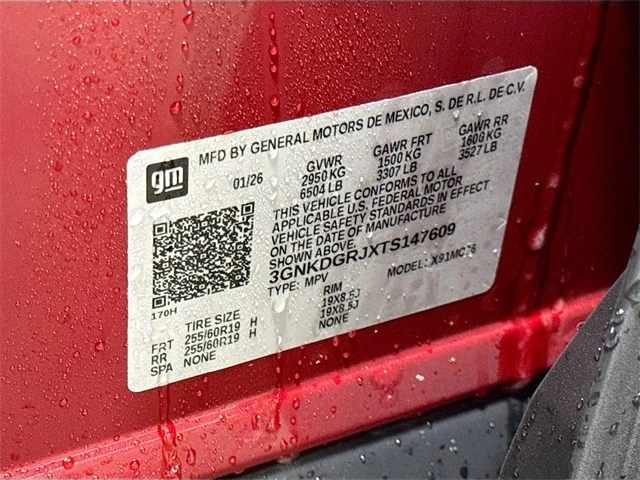 gm
MFD BY GENERAL MOTORS DE MEXICO, S. DE R.L. DE C.V.
01/26
GVWR GAWR FRT GAWR RR
2950 KG 1500 KG 1600 KG
6504 LB 3307 LB 3527 LB
THIS VEHICLE CONFORMS TO ALL
APPLICABLE U.S. FEDERAL MOTOR
VEHICLE SAFETY STANDARDS IN EFFECT
ON THE DATE OF MANUFACTURE
SHOWN ABOVE.
3GNKDGRJXTS147609
TYPE: MPV MODEL: X91MC76
170H
TIRE SIZE RIM
FRT 255/60R19 H 19X8.5J
RR 255/60R19 H 19X8.5J
SPA NONE NONE